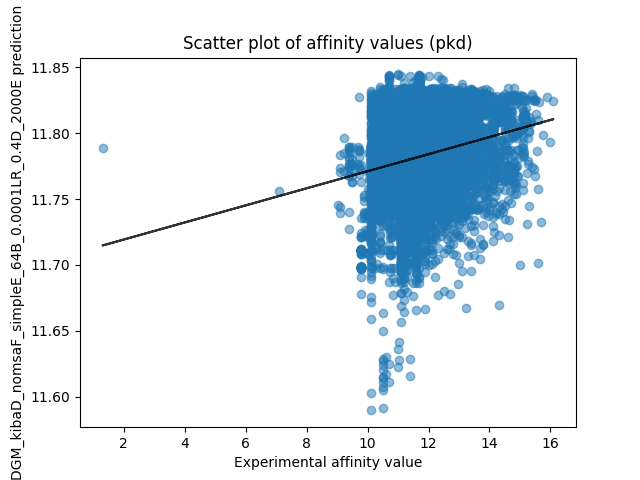 Scatter plot of affinity values (pkd)
DGM_kibaD_nomsaF_simpleE_64B_0.0001LR_0.4D_2000E prediction
11.85
11.80
11.75
11.70
11.65
11.60
2 4 6 8 10 12 14 16
Experimental affinity value